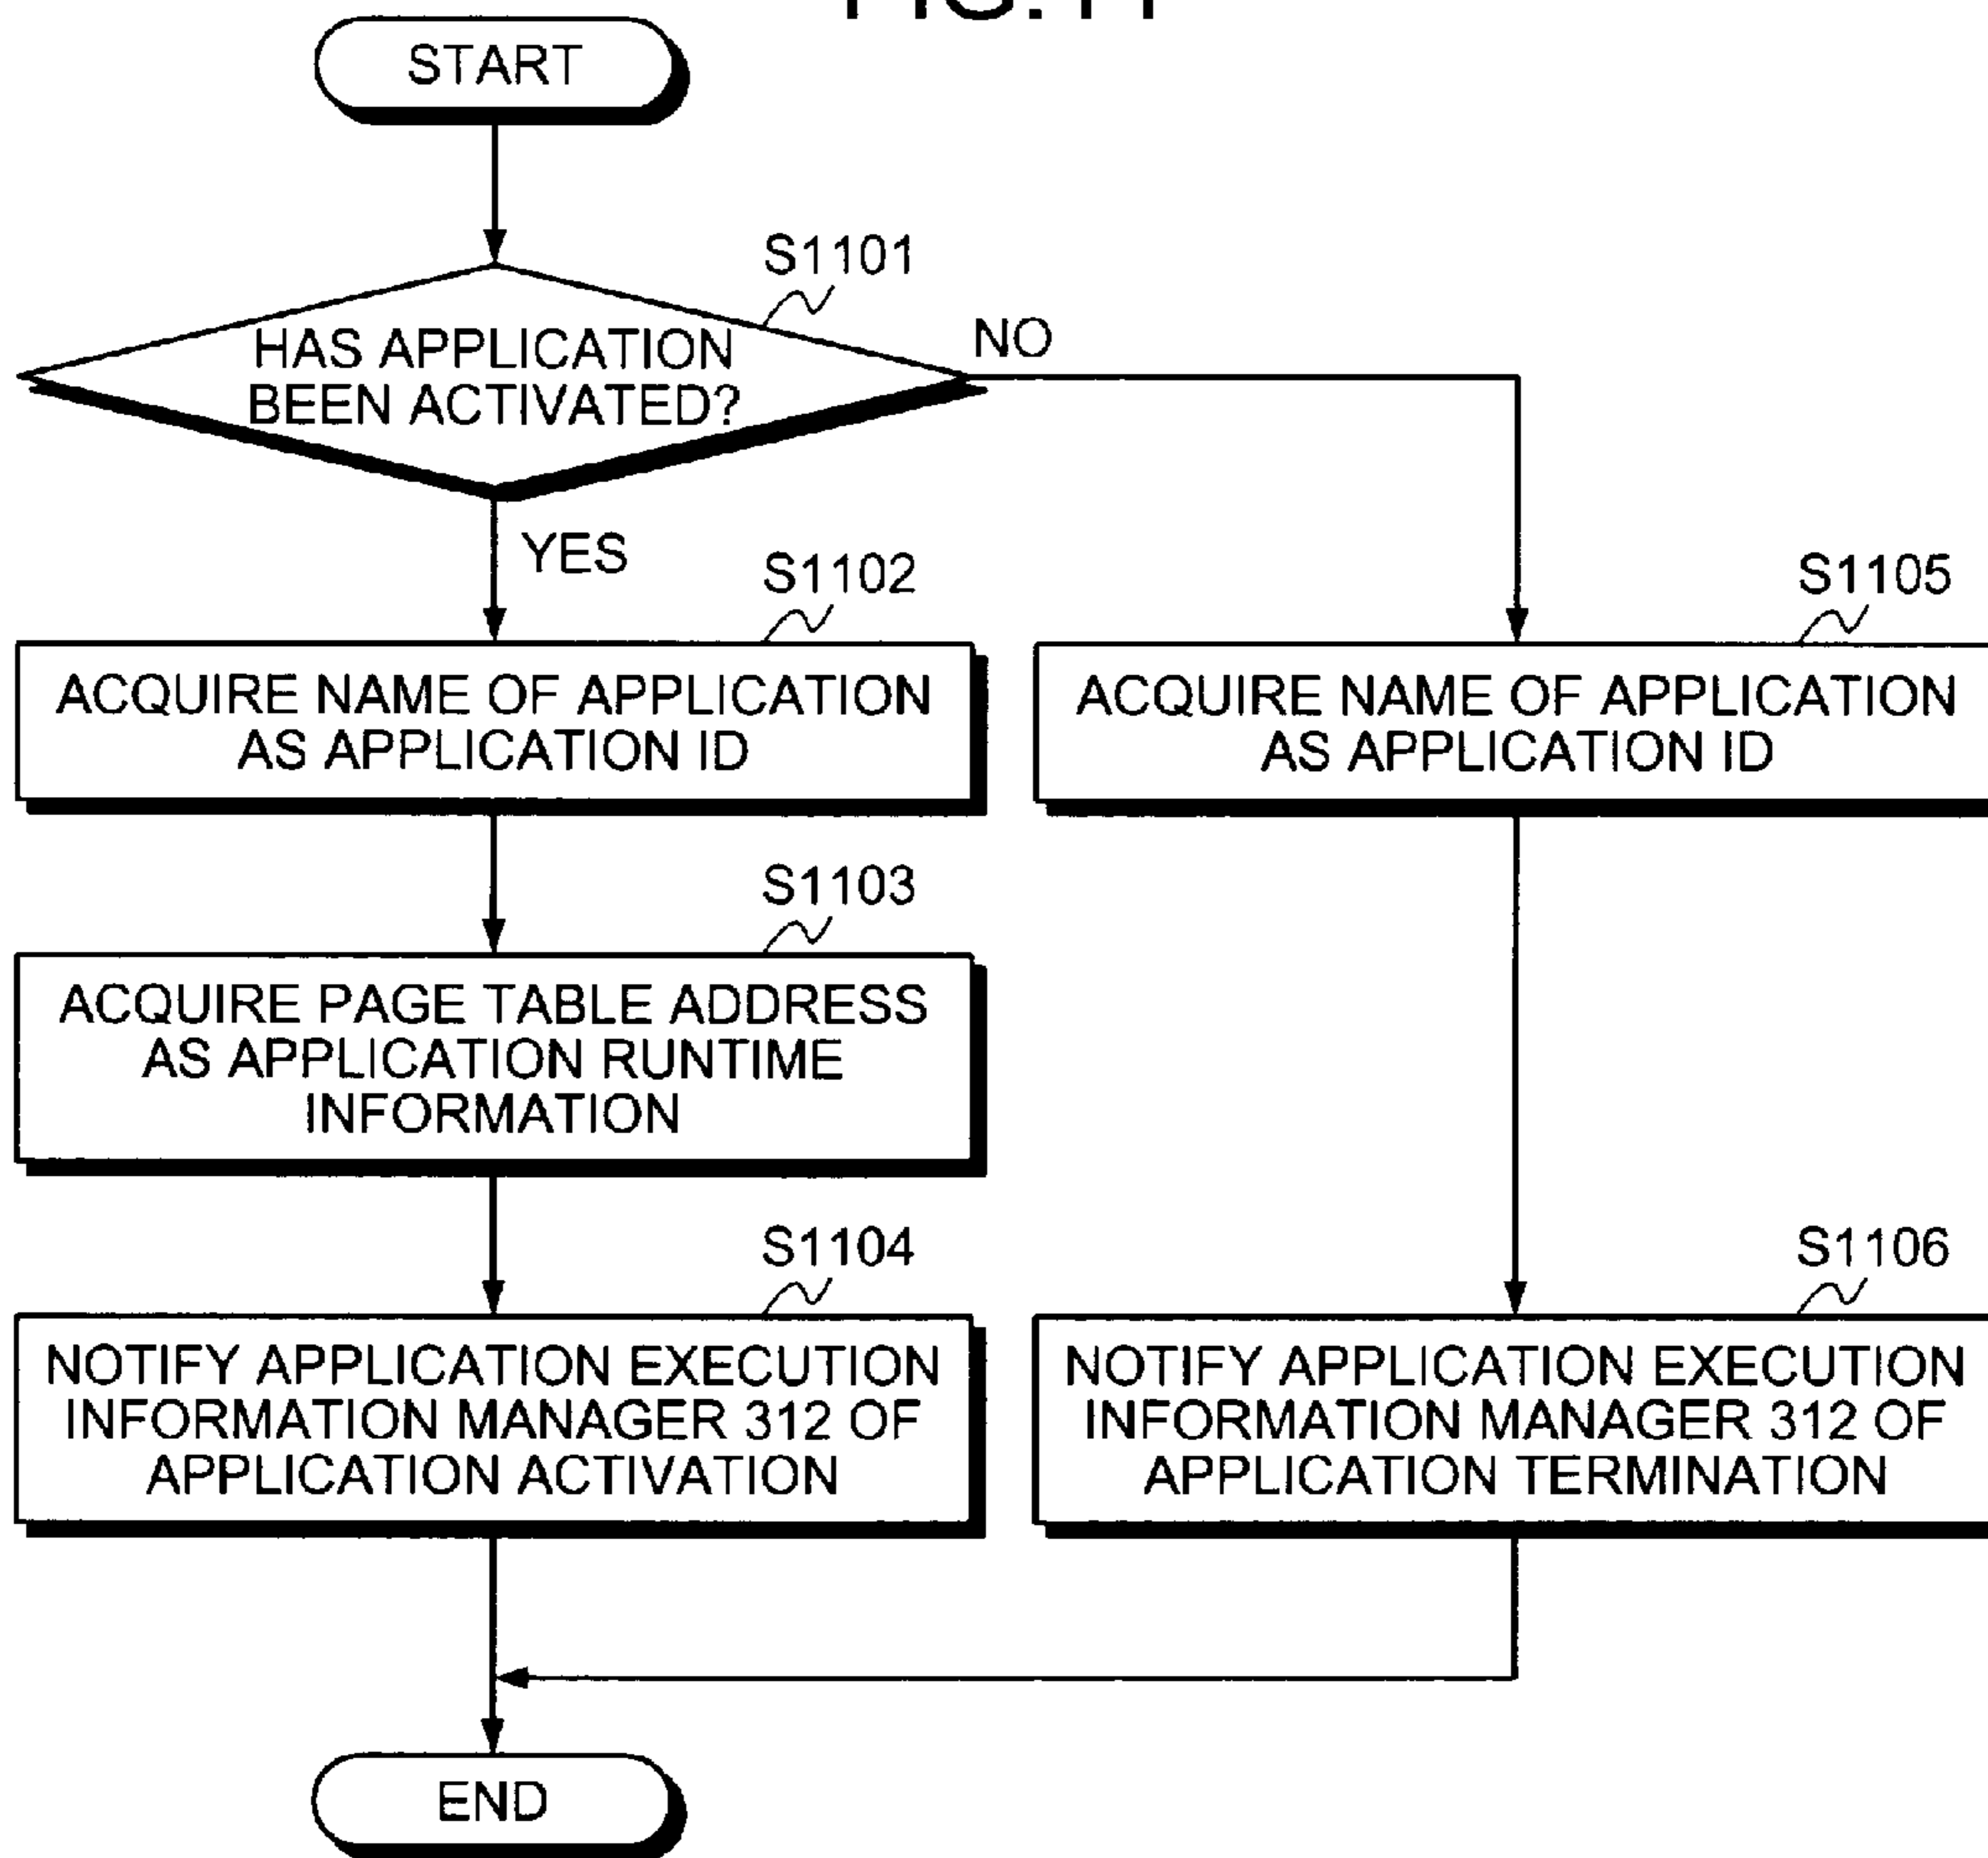 FIG. 11
START
S1101
HAS APPLICATION
BEEN ACTIVATED?
NO
YES
S1102
ACQUIRE NAME OF APPLICATION
AS APPLICATION ID
S1105
ACQUIRE NAME OF APPLICATION
AS APPLICATION ID
S1103
ACQUIRE PAGE TABLE ADDRESS
AS APPLICATION RUNTIME
INFORMATION
S1104
NOTIFY APPLICATION EXECUTION
INFORMATION MANAGER 312 OF
APPLICATION ACTIVATION
S1106
NOTIFY APPLICATION EXECUTION
INFORMATION MANAGER 312 OF
APPLICATION TERMINATION
END